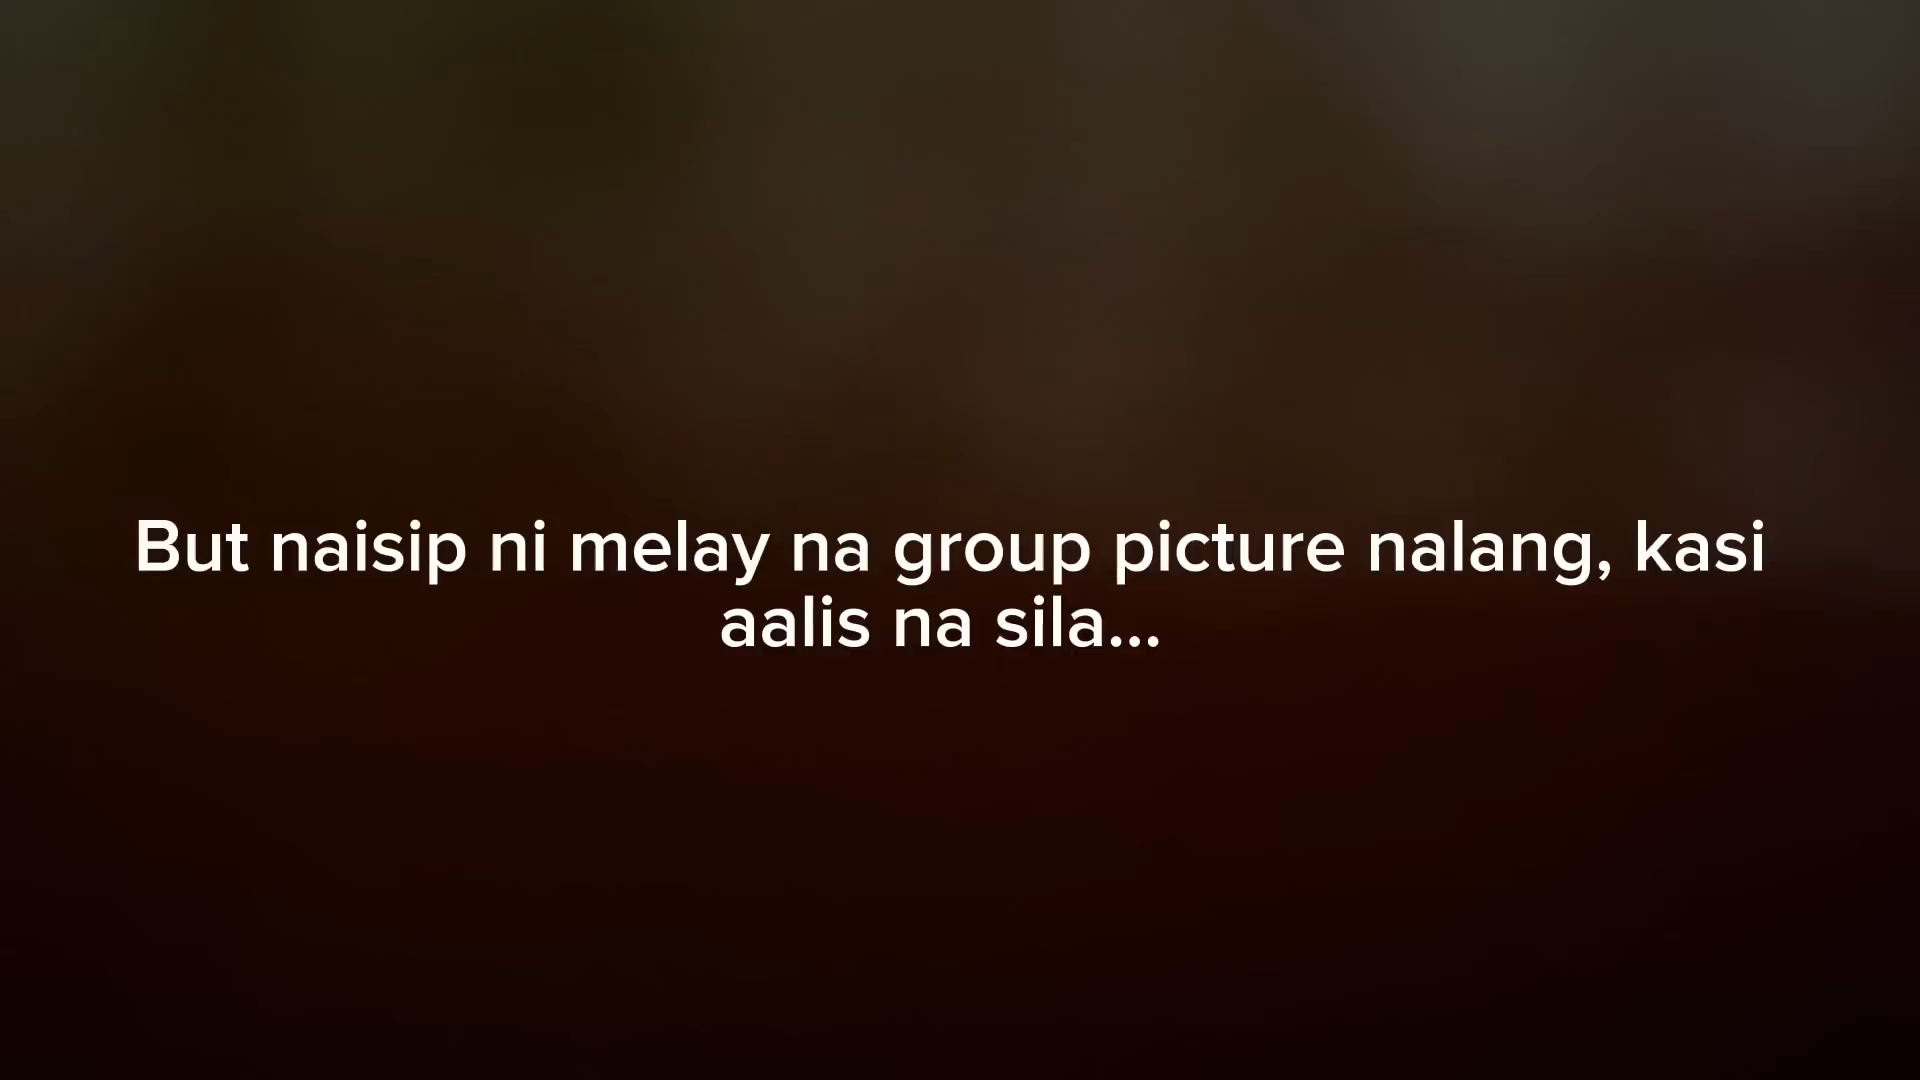 But naisip ni melay na group picture nalang, kasi
aalis na sila...